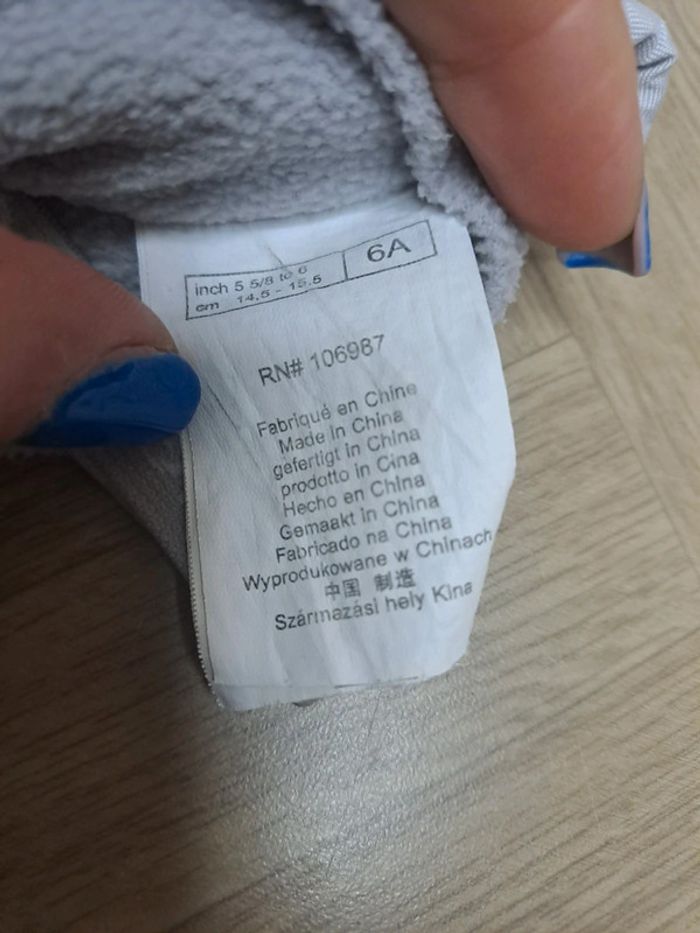 inch 5 5/8 to 6
cm 14,5 - 15,5
6A
RN# 106987
Fabriqué en Chine
Made in China
gefertigt in China
prodotto in Cina
Hecho en China
Gemaakt in China
Fabricado na China
Wyprodukowane w Chinach
中国 制造
Származási hely Kina